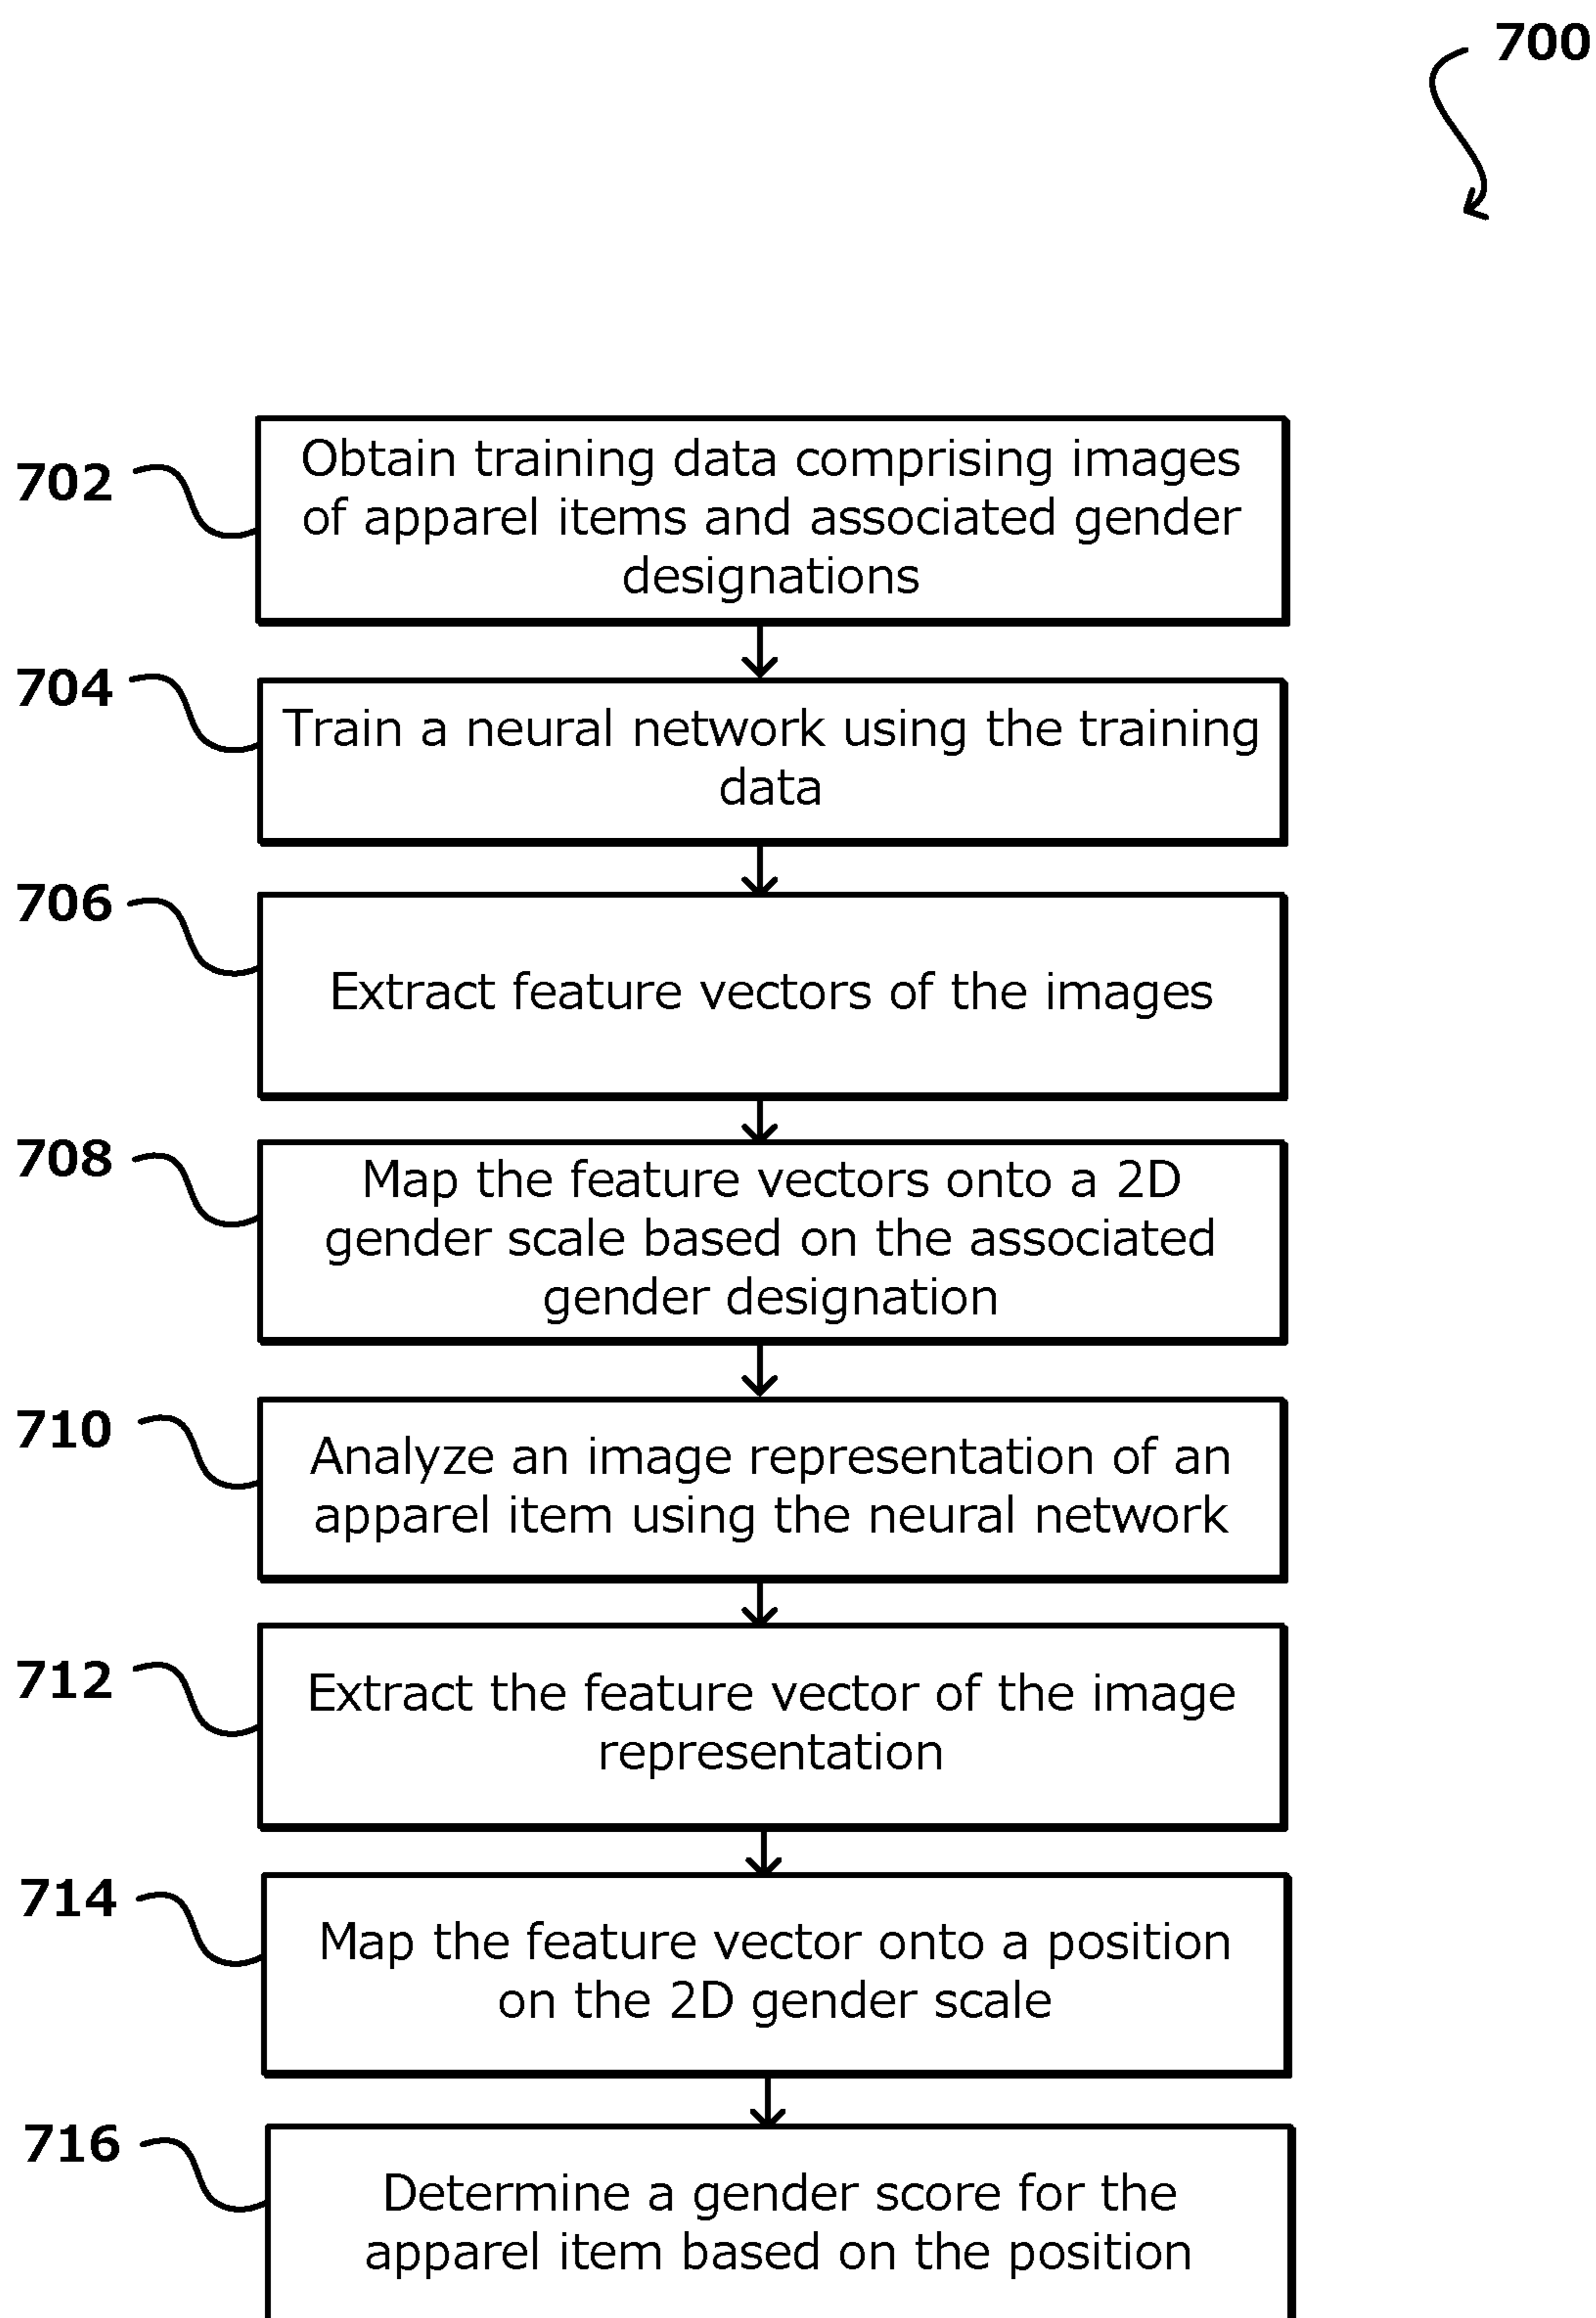 700
702
Obtain training data comprising images
of apparel items and associated gender
designations
704
Train a neural network using the training
data
706
Extract feature vectors of the images
708
Map the feature vectors onto a 2D
gender scale based on the associated
gender designation
710
Analyze an image representation of an
apparel item using the neural network
712
Extract the feature vector of the image
representation
714
Map the feature vector onto a position
on the 2D gender scale
716
Determine a gender score for the
apparel item based on the position